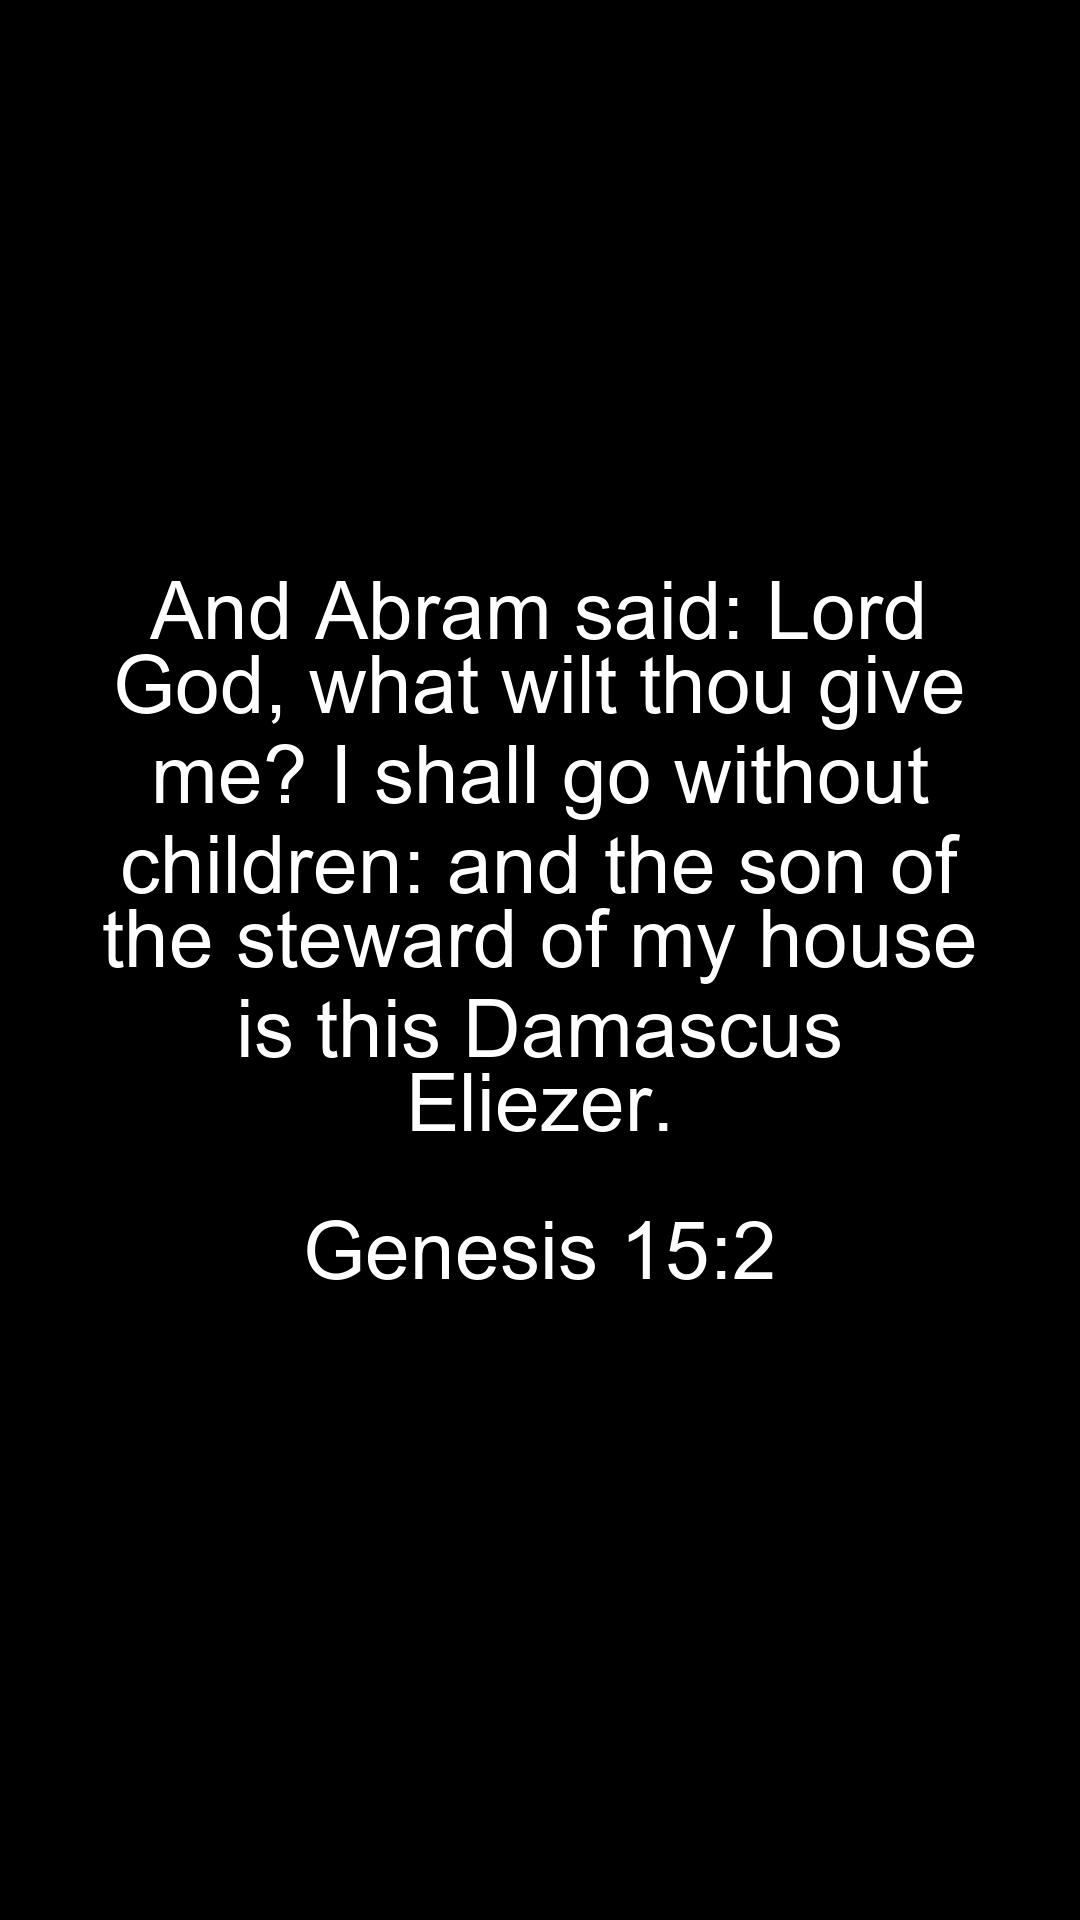 And Abram said: Lord
God, what wilt thou give
me? I shall go without
children: and the son of
the steward of my house
is this Damascus
Eliezer.
Genesis 15:2